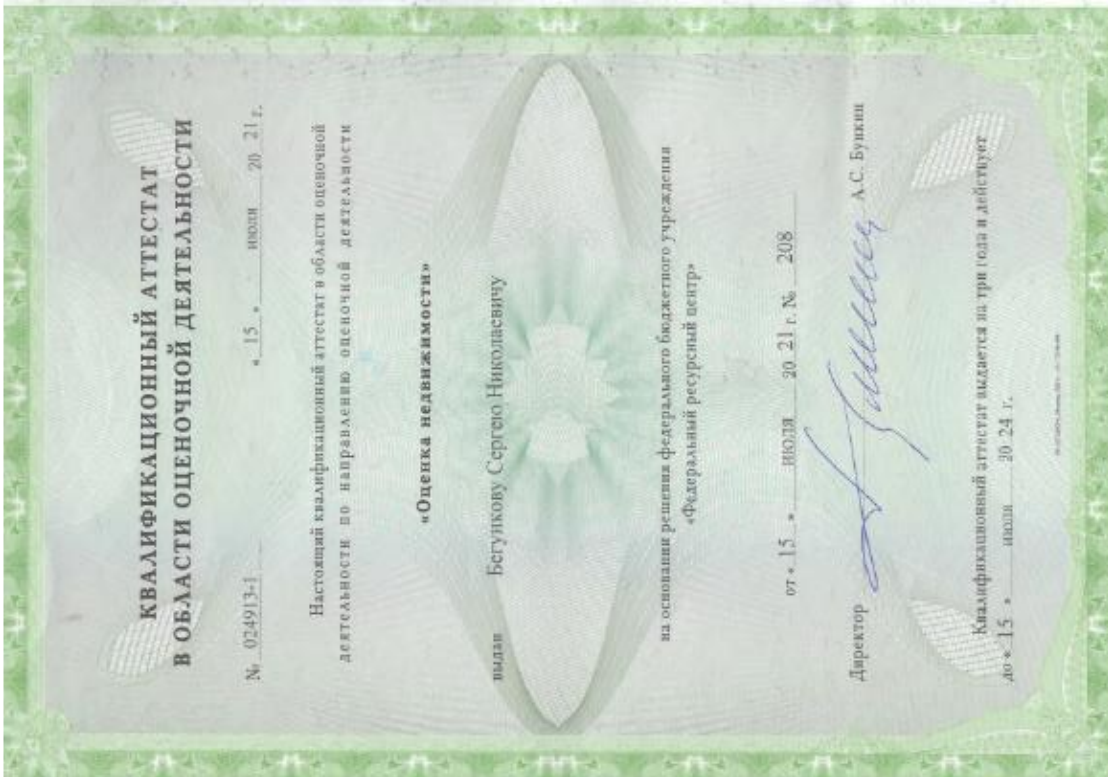 КВАЛИФИКАЦИОННЫЙ АТТЕСТАТ
В ОБЛАСТИ ОЦЕНОЧНОЙ ДЕЯТЕЛЬНОСТИ
№ 024913-1 « 15 » июля 20 21 г.
Настоящий квалификационный аттестат в области оценочной
деятельности по направлению оценочной деятельности
«Оценка недвижимости»
выдан Бегункову Сергею Николаевичу
на основании решения федерального бюджетного учреждения
«Федеральный ресурсный центр»
от « 15 » июля 20 21 г. № 208
Директор А.С. Бункин
Квалификационный аттестат выдается на три года и действует
до « 15 » июля 20 24 г.